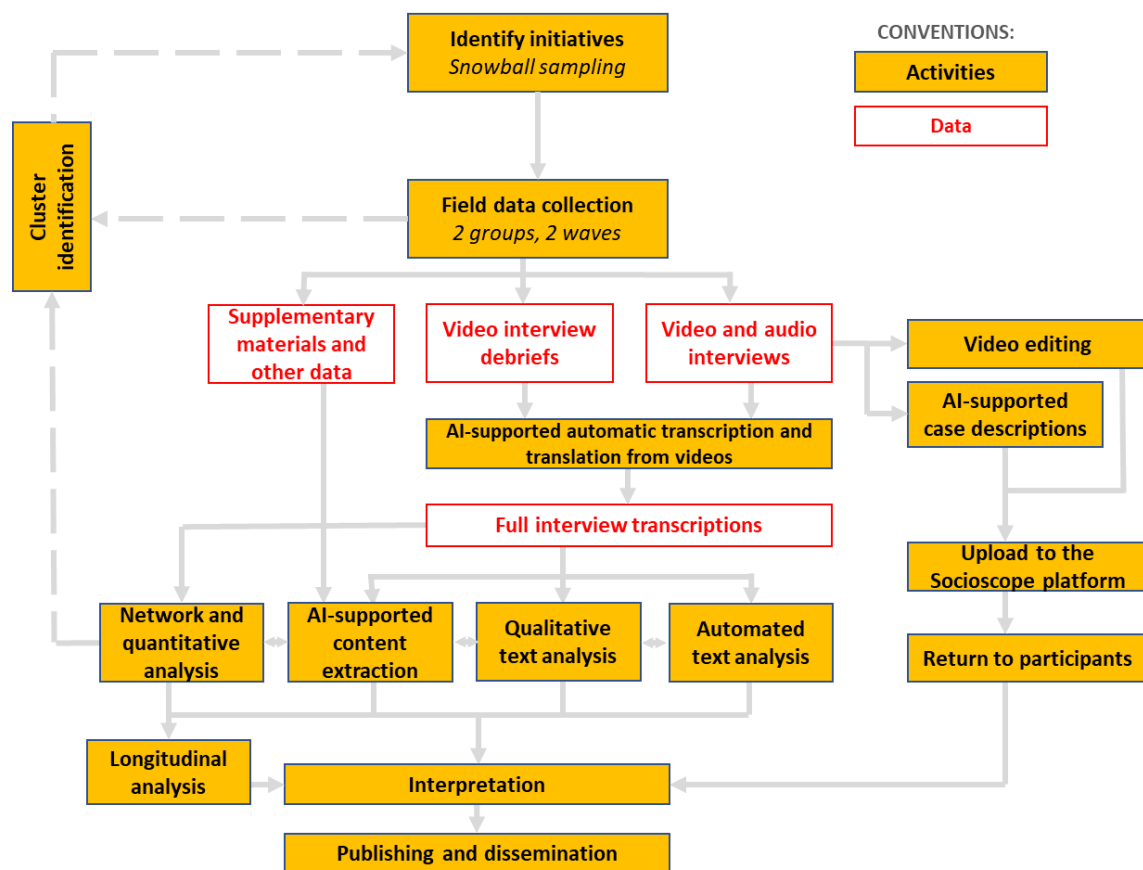 Identify initiatives
Snowball sampling
CONVENTIONS:
Activities
Data
Cluster
identification
Field data collection
2 groups, 2 waves
Supplementary
materials and
other data
Video interview
debriefs
Video and audio
interviews
Video editing
AI-supported
case descriptions
AI-supported automatic transcription and
translation from videos
Full interview transcriptions
Upload to the
Socioscope platform
Network and
quantitative
analysis
AI-supported
content
extraction
Qualitative
text analysis
Automated
text analysis
Return to participants
Longitudinal
analysis
Interpretation
Publishing and dissemination